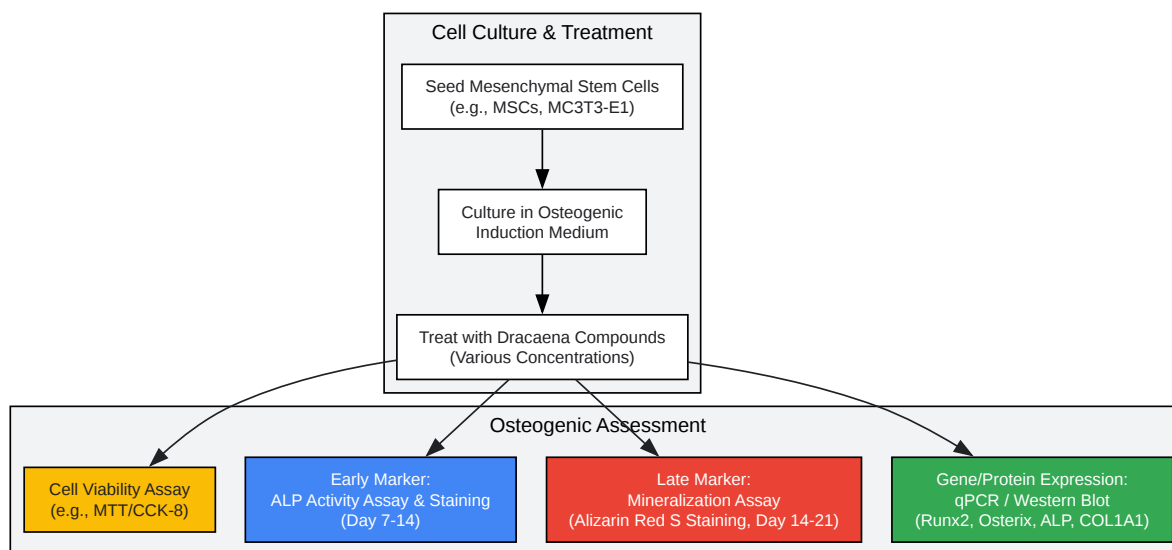 Cell Culture & Treatment
Seed Mesenchymal Stem Cells
(e.g., MSCs, MC3T3-E1)
Culture in Osteogenic
Induction Medium
Treat with Dracaena Compounds
(Various Concentrations)
Osteogenic Assessment
Cell Viability Assay
(e.g., MTT/CCK-8)
Early Marker:
ALP Activity Assay & Staining
(Day 7-14)
Late Marker:
Mineralization Assay
(Alizarin Red S Staining, Day 14-21)
Gene/Protein Expression:
qPCR / Western Blot
(Runx2, Osterix, ALP, COL1A1)